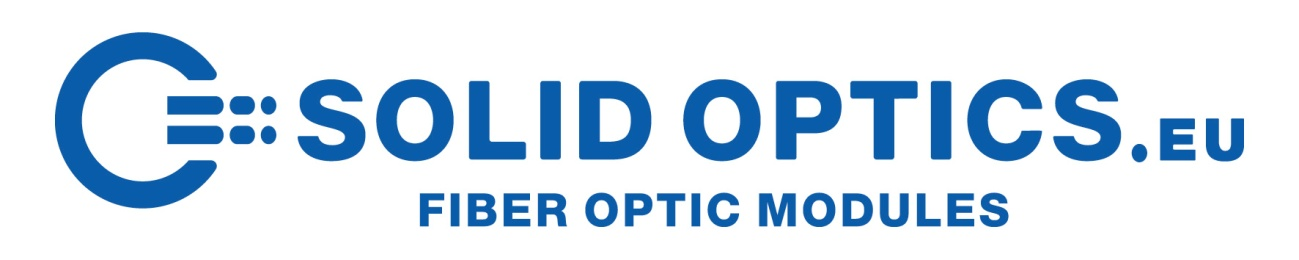 SOLID OPTICS.EU
FIBER OPTIC MODULES